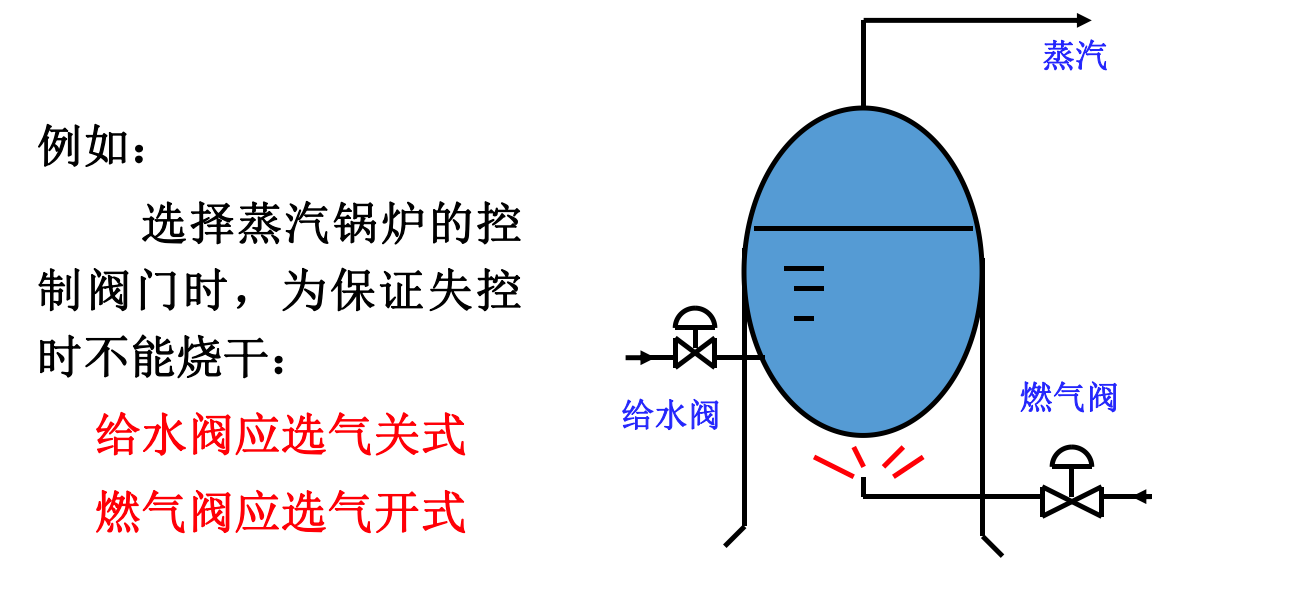 例如：
选择蒸汽锅炉的控
制阀门时，为保证失控
时不能烧干：
给水阀应选气关式
燃气阀应选气开式
蒸汽
给水阀
燃气阀